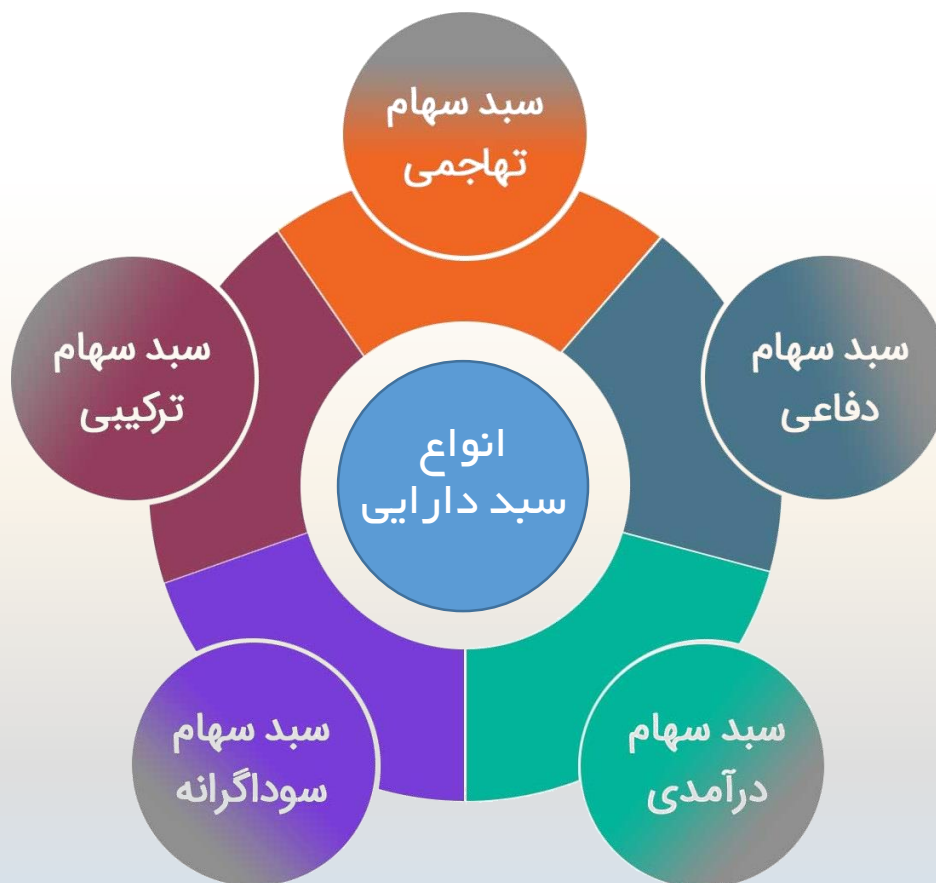 سبد سهام
تهاجمی
سبد سهام
دفاعی
سبد سهام
ترکیبی
انواع
سبد دارایی
سبد سهام
درآمدی
سبد سهام
سوداگرانه